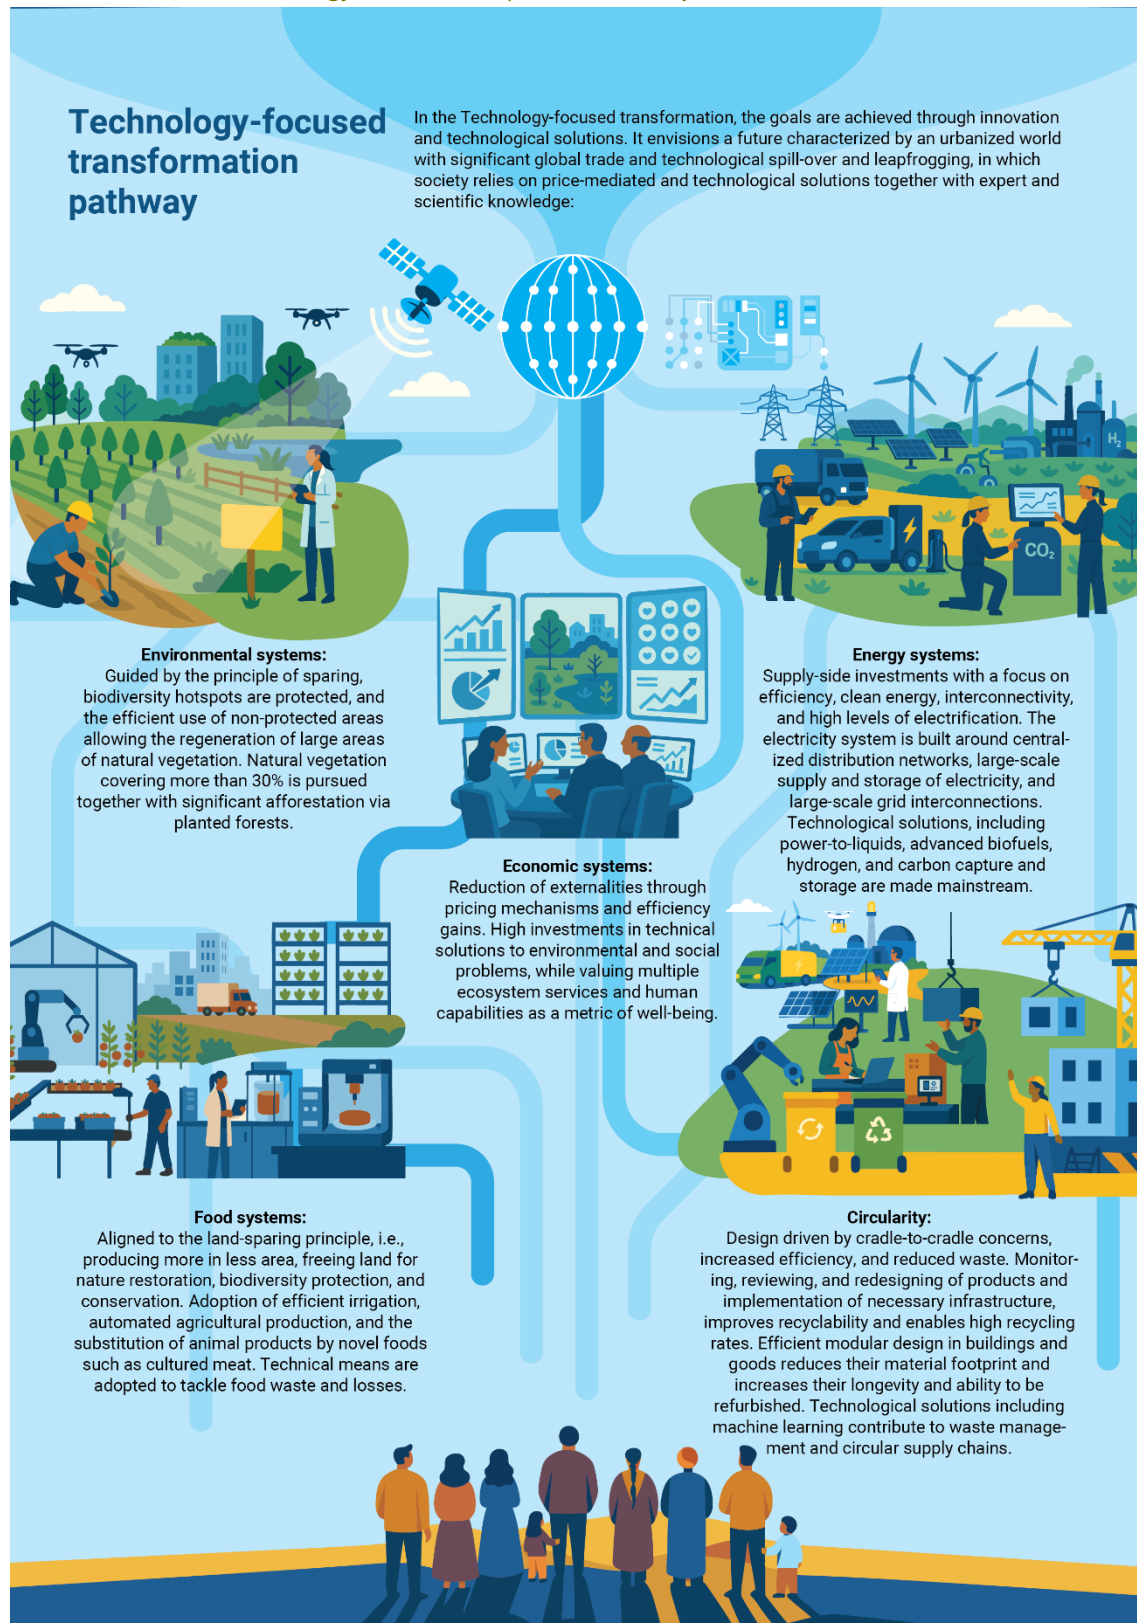 Technology-focused
transformation
pathway
In the Technology-focused transformation, the goals are achieved through innovation
and technological solutions. It envisions a future characterized by an urbanized world
with significant global trade and technological spill-over and leapfrogging, in which
society relies on price-mediated and technological solutions together with expert and
scientific knowledge:
H₂
CO₂
Environmental systems:
Guided by the principle of sparing,
biodiversity hotspots are protected, and
the efficient use of non-protected areas
allowing the regeneration of large areas
of natural vegetation. Natural vegetation
covering more than 30% is pursued
together with significant afforestation via
planted forests.
Energy systems:
Supply-side investments with a focus on
efficiency, clean energy, interconnectivity,
and high levels of electrification. The
electricity system is built around central-
ized distribution networks, large-scale
supply and storage of electricity, and
large-scale grid interconnections.
Technological solutions, including
power-to-liquids, advanced biofuels,
hydrogen, and carbon capture and
storage are made mainstream.
Economic systems:
Reduction of externalities through
pricing mechanisms and efficiency
gains. High investments in technical
solutions to environmental and social
problems, while valuing multiple
ecosystem services and human
capabilities as a metric of well-being.
Food systems:
Aligned to the land-sparing principle, i.e.,
producing more in less area, freeing land for
nature restoration, biodiversity protection, and
conservation. Adoption of efficient irrigation,
automated agricultural production, and the
substitution of animal products by novel foods
such as cultured meat. Technical means are
adopted to tackle food waste and losses.
Circularity:
Design driven by cradle-to-cradle concerns,
increased efficiency, and reduced waste. Monitor-
ing, reviewing, and redesigning of products and
implementation of necessary infrastructure,
improves recyclability and enables high recycling
rates. Efficient modular design in buildings and
goods reduces their material footprint and
increases their longevity and ability to be
refurbished. Technological solutions including
machine learning contribute to waste manage-
ment and circular supply chains.